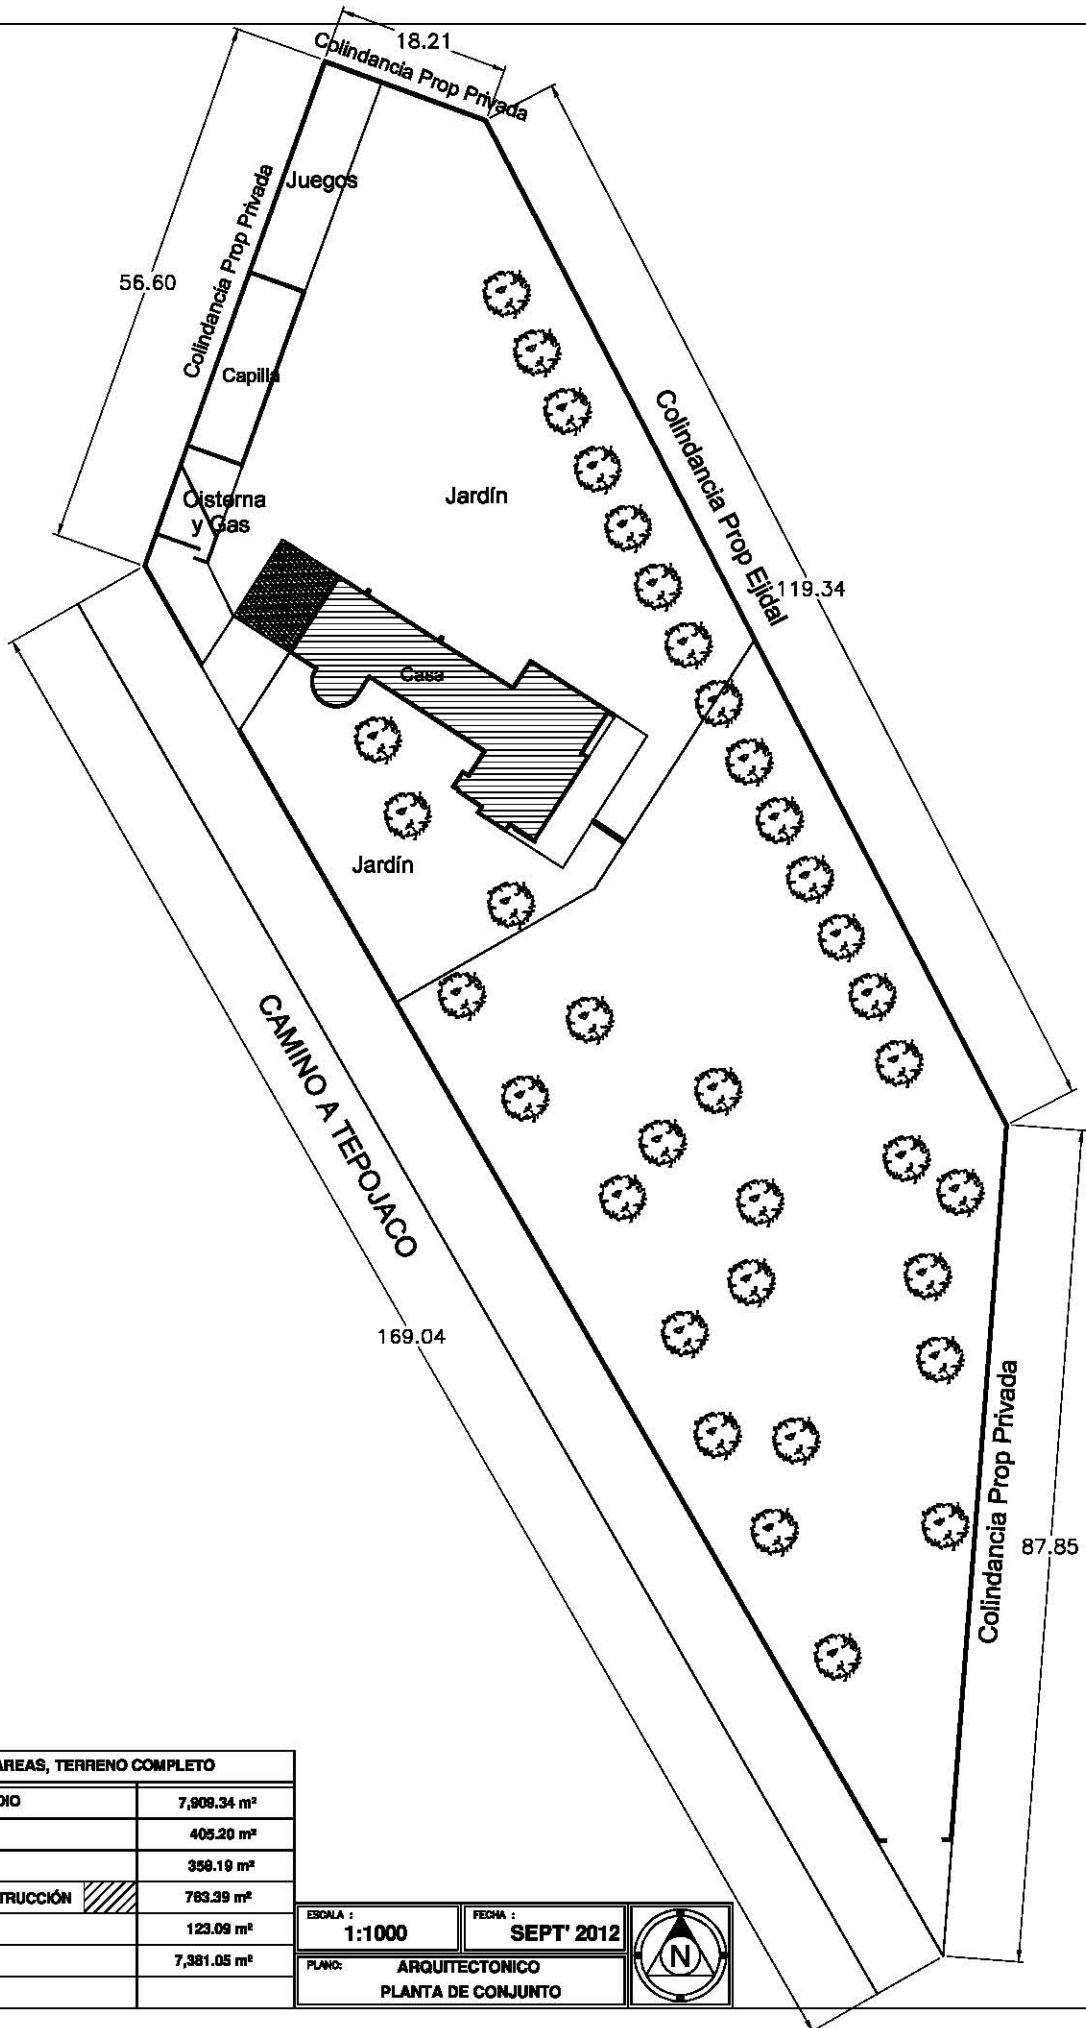 18.21
Colindancia Prop Privada
Juegos
Colindancia Prop Privada
56.60
Capilla
Colindancia Prop Ejidal
Cisterna
y Gas
Jardín
119.34
Casa
Jardín
CAMINO A TEPOJACO
169.04
Colindancia Prop Privada
87.85
AREAS, TERRENO COMPLETO
DIO 7,909.34 m²
405.20 m²
358.19 m²
TRUCCIÓN 763.39 m²
123.09 m²
7,381.05 m²
ESCALA : FECHA :
1:1000 SEPT' 2012
PLANO: ARQUITECTONICO
PLANTA DE CONJUNTO
N